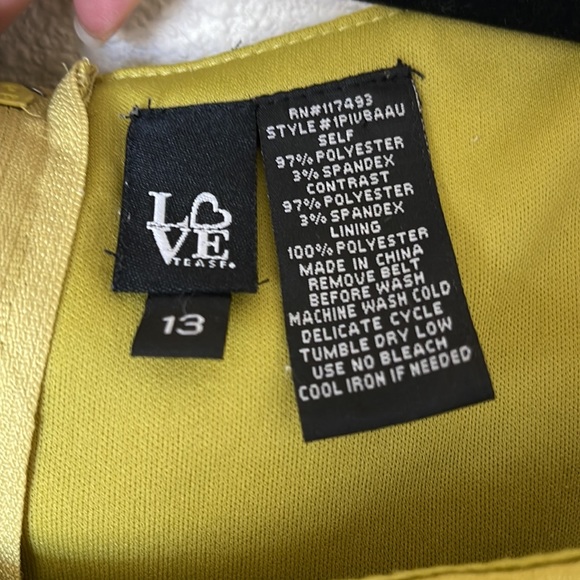 L♡
VE
TEASE
13
RN#117493
STYLE #1PIV8AAU
SELF
97% POLYESTER
3% SPANDEX
CONTRAST
97% POLYESTER
3% SPANDEX
LINING
100% POLYESTER
MADE IN CHINA
REMOVE BELT
BEFORE WASH
MACHINE WASH COLD
DELICATE CYCLE
TUMBLE DRY LOW
USE NO BLEACH
COOL IRON IF NEEDED